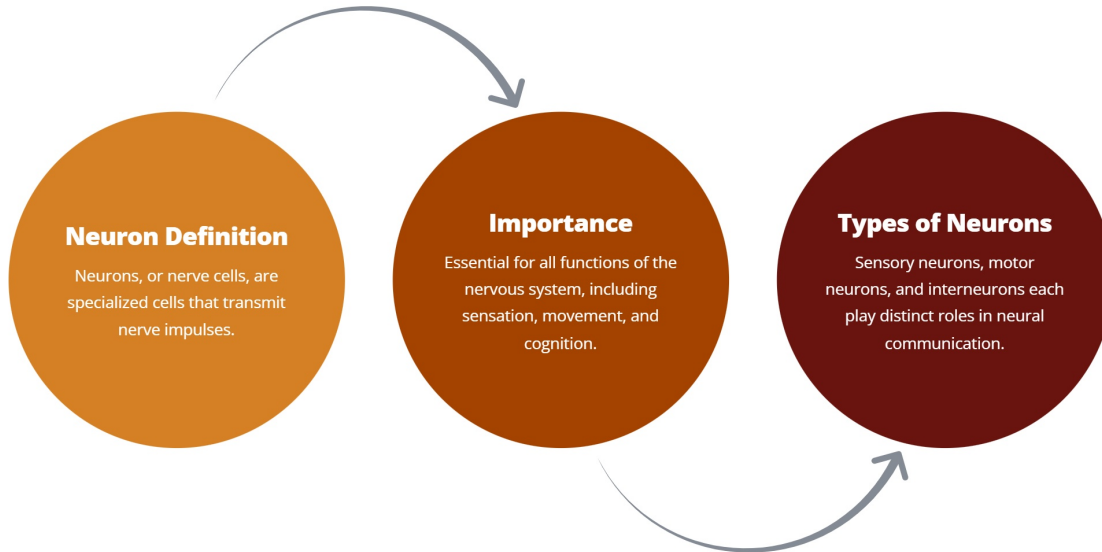 Neuron Definition
Neurons, or nerve cells, are
specialized cells that transmit
nerve impulses.
Importance
Essential for all functions of the
nervous system, including
sensation, movement, and
cognition.
Types of Neurons
Sensory neurons, motor
neurons, and interneurons each
play distinct roles in neural
communication.